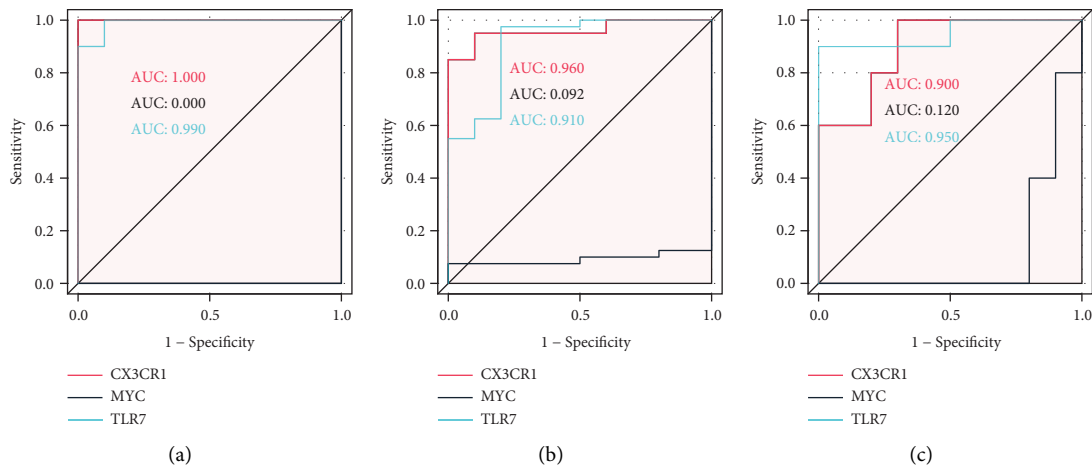 1.0
0.8
0.6
0.4
0.2
0.0
Sensitivity
AUC: 1.000
AUC: 0.000
AUC: 0.990
0.0 0.5 1.0
1 – Specificity
CX3CR1
MYC
TLR7
(a)
1.0
0.8
0.6
0.4
0.2
0.0
Sensitivity
AUC: 0.960
AUC: 0.092
AUC: 0.910
0.0 0.5 1.0
1 – Specificity
CX3CR1
MYC
TLR7
(b)
1.0
0.8
0.6
0.4
0.2
0.0
Sensitivity
AUC: 0.900
AUC: 0.120
AUC: 0.950
0.0 0.5 1.0
1 – Specificity
CX3CR1
MYC
TLR7
(c)